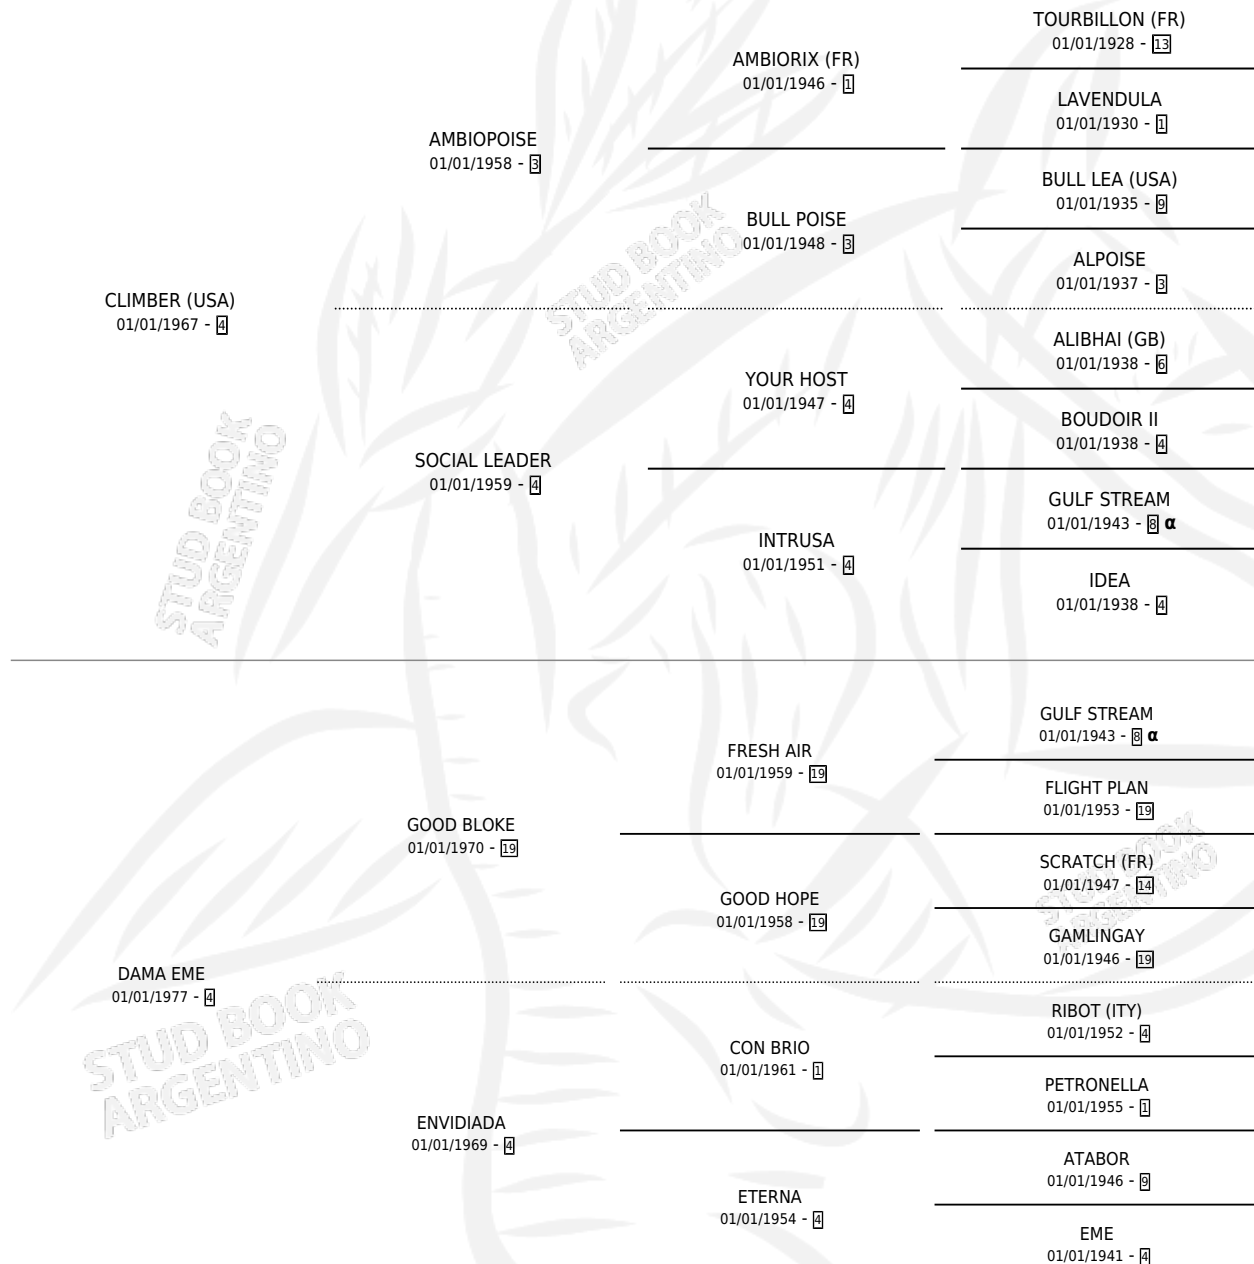 TOURBILLON (FR)
01/01/1928 - 13
AMBIORIX (FR)
01/01/1946 - 1
LAVENDULA
01/01/1930 - 1
AMBIOPOISE
01/01/1958 - 3
BULL LEA (USA)
01/01/1935 - 9
BULL POISE
01/01/1948 - 3
ALPOISE
01/01/1937 - 3
STUD BOOK
ARGENTINO
CLIMBER (USA)
01/01/1967 - 4
ALIBHAI (GB)
01/01/1938 - 6
YOUR HOST
01/01/1947 - 4
BOUDOIR II
01/01/1938 - 4
SOCIAL LEADER
01/01/1959 - 4
GULF STREAM
01/01/1943 - 8 α
INTRUSA
01/01/1951 - 4
IDEA
01/01/1938 - 4
STUD BOOK
ARGENTINO
GULF STREAM
01/01/1943 - 8 α
FRESH AIR
01/01/1959 - 19
FLIGHT PLAN
01/01/1953 - 19
GOOD BLOKE
01/01/1970 - 19
SCRATCH (FR)
01/01/1947 - 14
GOOD HOPE
01/01/1958 - 19
GAMLINGAY
01/01/1946 - 19
STUD BOOK
ARGENTINO
DAMA EME
01/01/1977 - 4
RIBOT (ITY)
01/01/1952 - 4
CON BRIO
01/01/1961 - 1
PETRONELLA
01/01/1955 - 1
ENVIDIADA
01/01/1969 - 4
ATABOR
01/01/1946 - 9
ETERNA
01/01/1954 - 4
EME
01/01/1941 - 4
STUD BOOK
ARGENTINO